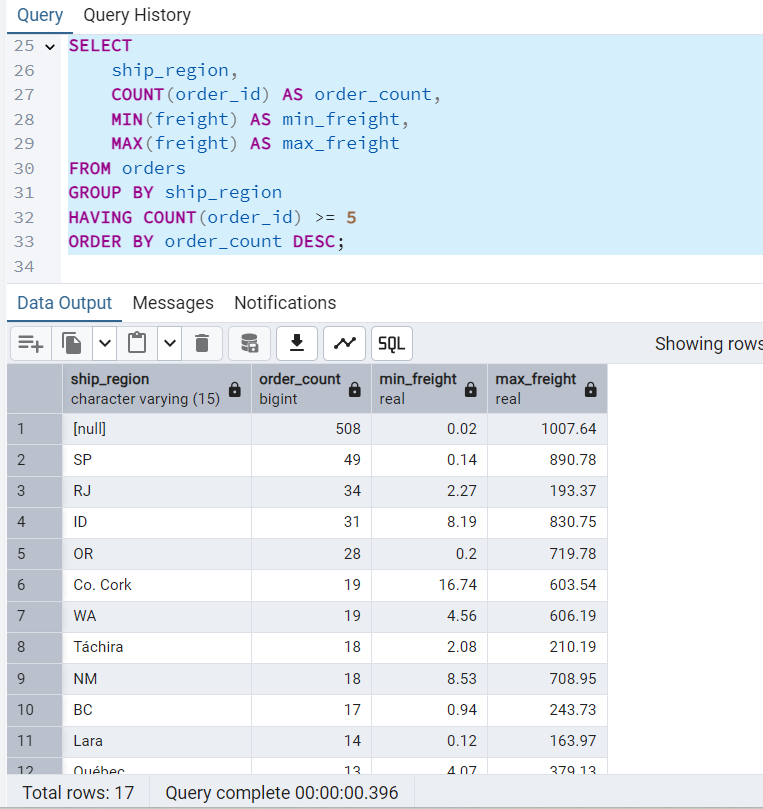 Query Query History
25 SELECT
26 ship_region,
27 COUNT(order_id) AS order_count,
28 MIN(freight) AS min_freight,
29 MAX(freight) AS max_freight
30 FROM orders
31 GROUP BY ship_region
32 HAVING COUNT(order_id) >= 5
33 ORDER BY order_count DESC;
34
Data Output Messages Notifications
SQL Showing rows
ship_region order_count min_freight max_freight
character varying (15) bigint real real
1 [null] 508 0.02 1007.64
2 SP 49 0.14 890.78
3 RJ 34 2.27 193.37
4 ID 31 8.19 830.75
5 OR 28 0.2 719.78
6 Co. Cork 19 16.74 603.54
7 WA 19 4.56 606.19
8 Táchira 18 2.08 210.19
9 NM 18 8.53 708.95
10 BC 17 0.94 243.73
11 Lara 14 0.12 163.97
12 Québec 13 4.07 379.13
Total rows: 17 Query complete 00:00:00.396